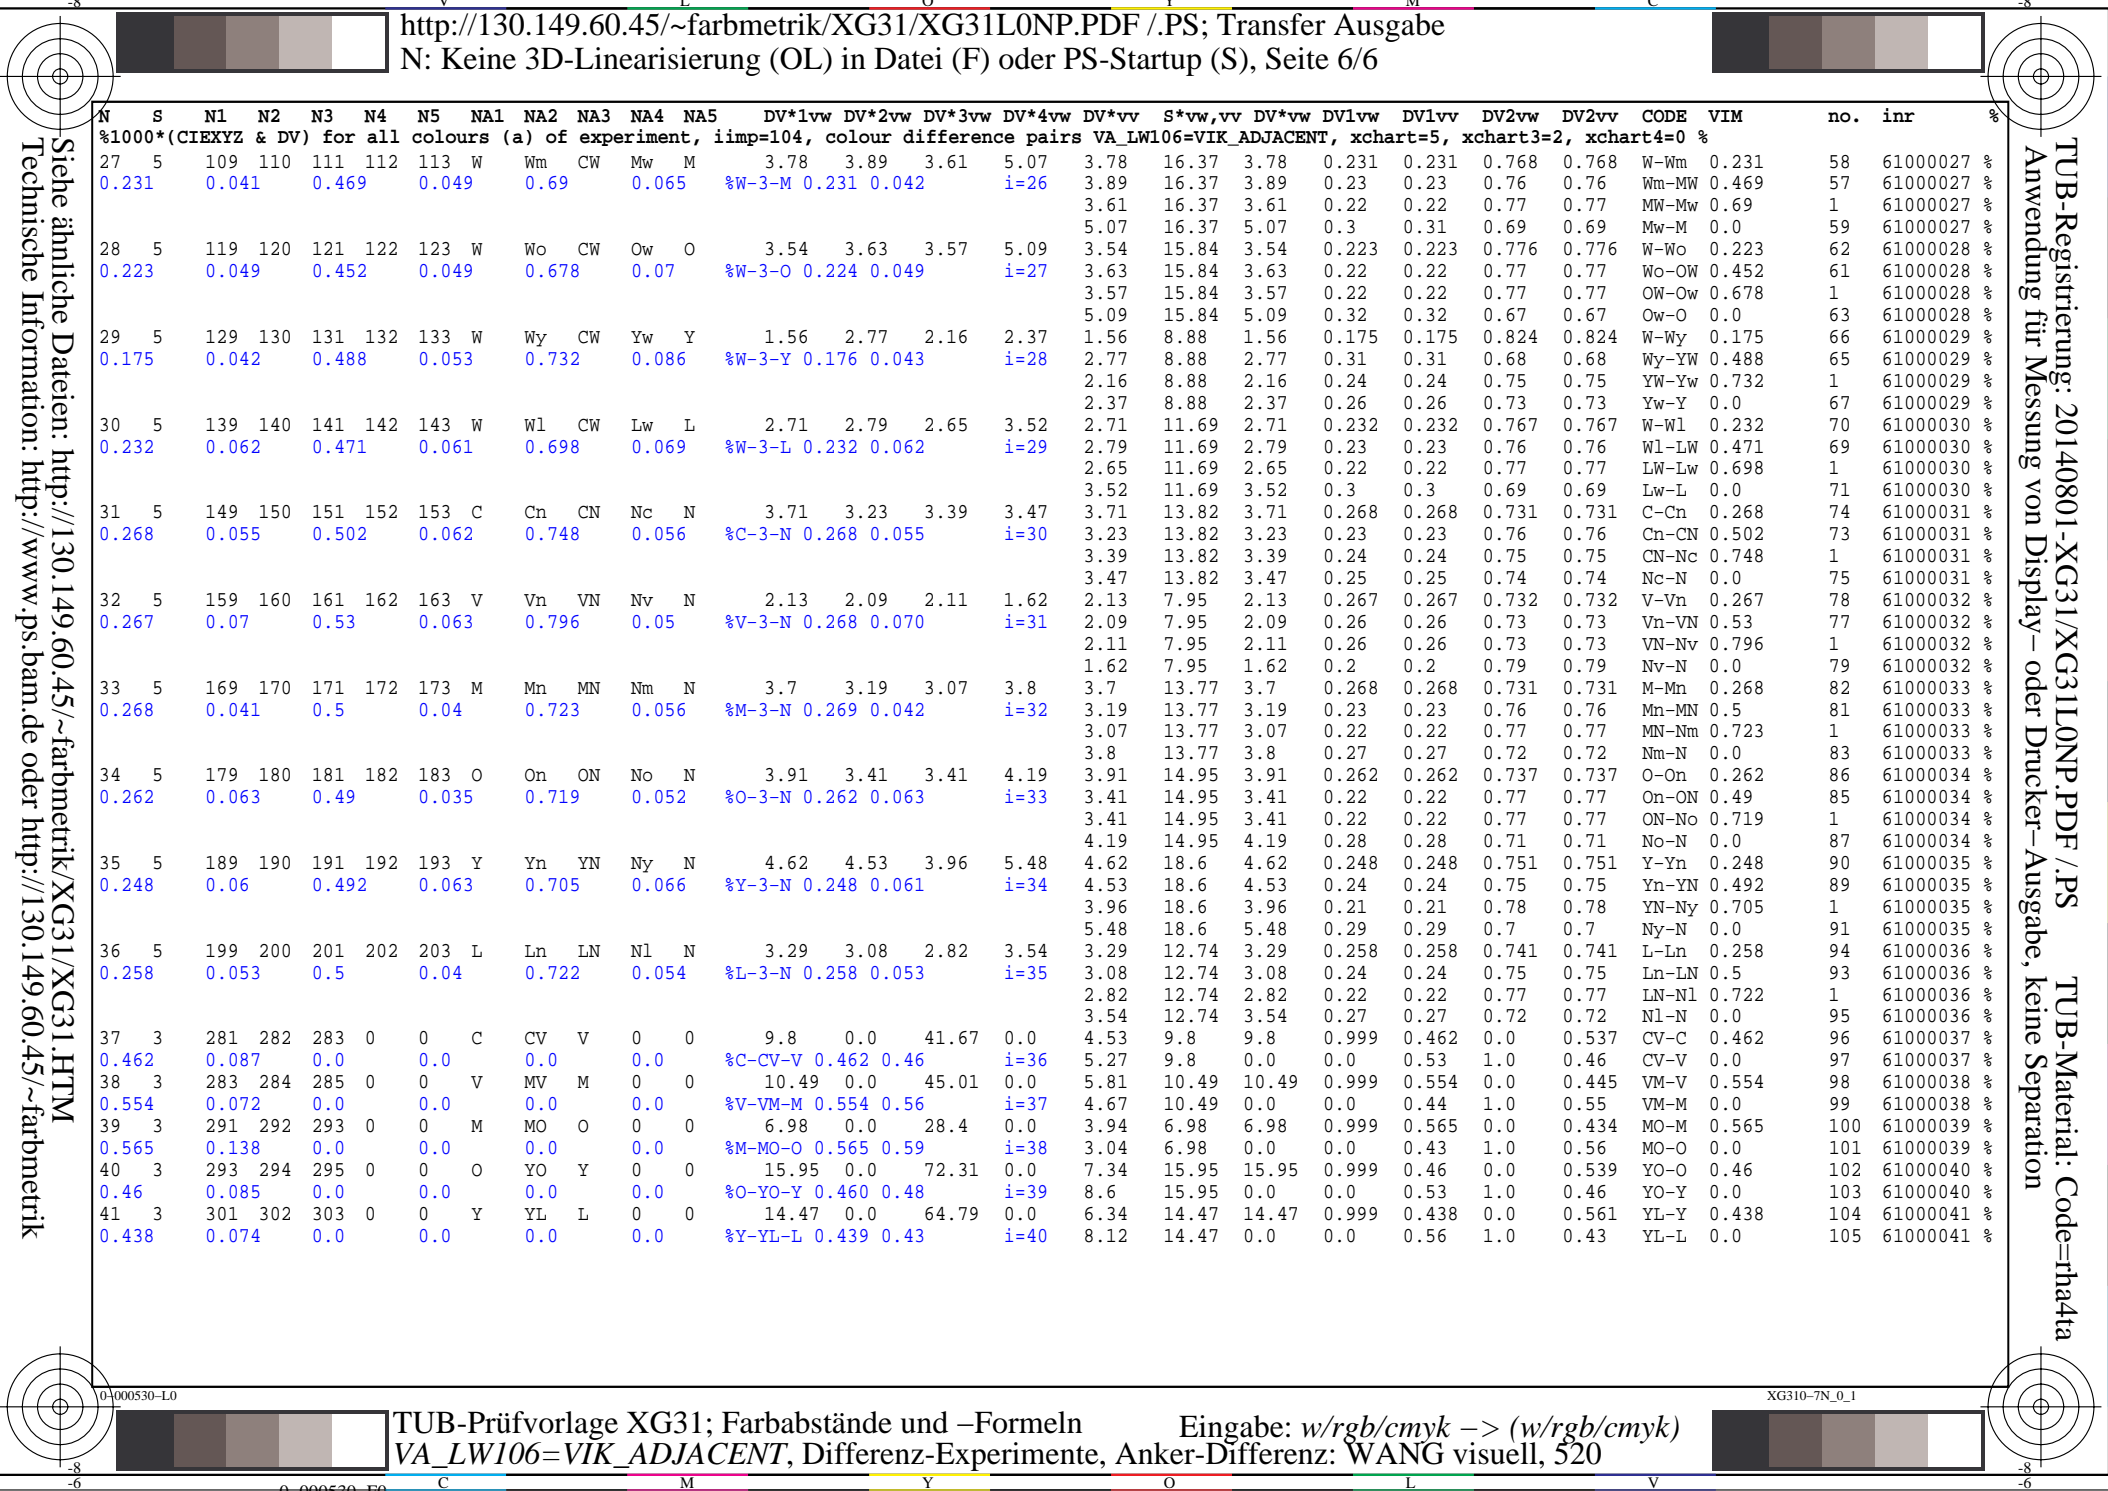 -8 V L O Y M C -8
http://130.149.60.45/~farbmetrik/XG31/XG31L0NP.PDF /.PS; Transfer Ausgabe
N: Keine 3D-Linearisierung (OL) in Datei (F) oder PS-Startup (S), Seite 6/6
Siehe ähnliche Dateien: http://130.149.60.45/~farbmetrik/XG31/XG31.HTM
Technische Information: http://www.ps.bam.de oder http://130.149.60.45/~farbmetrik
N S N1 N2 N3 N4 N5 NA1 NA2 NA3 NA4 NA5 DV*1vw DV*2vw DV*3vw DV*4vw DV*vv S*vw,vv DV*vw DV1vw DV1vv DV2vw DV2vv CODE VIM no. inr %
%1000*(CIEXYZ & DV) for all colours (a) of experiment, iimp=104, colour difference pairs VA_LW106=VIK_ADJACENT, xchart=5, xchart3=2, xchart4=0 %
27 5 109 110 111 112 113 W Wm CW Mw M 3.78 3.89 3.61 5.07 3.78 16.37 3.78 0.231 0.231 0.768 0.768 W-Wm 0.231 58 61000027 %
0.231 0.041 0.469 0.049 0.69 0.065 %W-3-M 0.231 0.042 i=26 3.89 16.37 3.89 0.23 0.23 0.76 0.76 Wm-MW 0.469 57 61000027 %
3.61 16.37 3.61 0.22 0.22 0.77 0.77 MW-Mw 0.69 1 61000027 %
5.07 16.37 5.07 0.3 0.31 0.69 0.69 Mw-M 0.0 59 61000027 %
28 5 119 120 121 122 123 W Wo CW Ow O 3.54 3.63 3.57 5.09 3.54 15.84 3.54 0.223 0.223 0.776 0.776 W-Wo 0.223 62 61000028 %
0.223 0.049 0.452 0.049 0.678 0.07 %W-3-O 0.224 0.049 i=27 3.63 15.84 3.63 0.22 0.22 0.77 0.77 Wo-OW 0.452 61 61000028 %
3.57 15.84 3.57 0.22 0.22 0.77 0.77 OW-Ow 0.678 1 61000028 %
5.09 15.84 5.09 0.32 0.32 0.67 0.67 Ow-O 0.0 63 61000028 %
29 5 129 130 131 132 133 W Wy CW Yw Y 1.56 2.77 2.16 2.37 1.56 8.88 1.56 0.175 0.175 0.824 0.824 W-Wy 0.175 66 61000029 %
0.175 0.042 0.488 0.053 0.732 0.086 %W-3-Y 0.176 0.043 i=28 2.77 8.88 2.77 0.31 0.31 0.68 0.68 Wy-YW 0.488 65 61000029 %
2.16 8.88 2.16 0.24 0.24 0.75 0.75 YW-Yw 0.732 1 61000029 %
2.37 8.88 2.37 0.26 0.26 0.73 0.73 Yw-Y 0.0 67 61000029 %
30 5 139 140 141 142 143 W Wl CW Lw L 2.71 2.79 2.65 3.52 2.71 11.69 2.71 0.232 0.232 0.767 0.767 W-Wl 0.232 70 61000030 %
0.232 0.062 0.471 0.061 0.698 0.069 %W-3-L 0.232 0.062 i=29 2.79 11.69 2.79 0.23 0.23 0.76 0.76 Wl-LW 0.471 69 61000030 %
2.65 11.69 2.65 0.22 0.22 0.77 0.77 LW-Lw 0.698 1 61000030 %
3.52 11.69 3.52 0.3 0.3 0.69 0.69 Lw-L 0.0 71 61000030 %
31 5 149 150 151 152 153 C Cn CN Nc N 3.71 3.23 3.39 3.47 3.71 13.82 3.71 0.268 0.268 0.731 0.731 C-Cn 0.268 74 61000031 %
0.268 0.055 0.502 0.062 0.748 0.056 %C-3-N 0.268 0.055 i=30 3.23 13.82 3.23 0.23 0.23 0.76 0.76 Cn-CN 0.502 73 61000031 %
3.39 13.82 3.39 0.24 0.24 0.75 0.75 CN-Nc 0.748 1 61000031 %
3.47 13.82 3.47 0.25 0.25 0.74 0.74 Nc-N 0.0 75 61000031 %
32 5 159 160 161 162 163 V Vn VN Nv N 2.13 2.09 2.11 1.62 2.13 7.95 2.13 0.267 0.267 0.732 0.732 V-Vn 0.267 78 61000032 %
0.267 0.07 0.53 0.063 0.796 0.05 %V-3-N 0.268 0.070 i=31 2.09 7.95 2.09 0.26 0.26 0.73 0.73 Vn-VN 0.53 77 61000032 %
2.11 7.95 2.11 0.26 0.26 0.73 0.73 VN-Nv 0.796 1 61000032 %
1.62 7.95 1.62 0.2 0.2 0.79 0.79 Nv-N 0.0 79 61000032 %
33 5 169 170 171 172 173 M Mn MN Nm N 3.7 3.19 3.07 3.8 3.7 13.77 3.7 0.268 0.268 0.731 0.731 M-Mn 0.268 82 61000033 %
0.268 0.041 0.5 0.04 0.723 0.056 %M-3-N 0.269 0.042 i=32 3.19 13.77 3.19 0.23 0.23 0.76 0.76 Mn-MN 0.5 81 61000033 %
3.07 13.77 3.07 0.22 0.22 0.77 0.77 MN-Nm 0.723 1 61000033 %
3.8 13.77 3.8 0.27 0.27 0.72 0.72 Nm-N 0.0 83 61000033 %
34 5 179 180 181 182 183 O On ON No N 3.91 3.41 3.41 4.19 3.91 14.95 3.91 0.262 0.262 0.737 0.737 O-On 0.262 86 61000034 %
0.262 0.063 0.49 0.035 0.719 0.052 %O-3-N 0.262 0.063 i=33 3.41 14.95 3.41 0.22 0.22 0.77 0.77 On-ON 0.49 85 61000034 %
3.41 14.95 3.41 0.22 0.22 0.77 0.77 ON-No 0.719 1 61000034 %
4.19 14.95 4.19 0.28 0.28 0.71 0.71 No-N 0.0 87 61000034 %
35 5 189 190 191 192 193 Y Yn YN Ny N 4.62 4.53 3.96 5.48 4.62 18.6 4.62 0.248 0.248 0.751 0.751 Y-Yn 0.248 90 61000035 %
0.248 0.06 0.492 0.063 0.705 0.066 %Y-3-N 0.248 0.061 i=34 4.53 18.6 4.53 0.24 0.24 0.75 0.75 Yn-YN 0.492 89 61000035 %
3.96 18.6 3.96 0.21 0.21 0.78 0.78 YN-Ny 0.705 1 61000035 %
5.48 18.6 5.48 0.29 0.29 0.7 0.7 Ny-N 0.0 91 61000035 %
36 5 199 200 201 202 203 L Ln LN Nl N 3.29 3.08 2.82 3.54 3.29 12.74 3.29 0.258 0.258 0.741 0.741 L-Ln 0.258 94 61000036 %
0.258 0.053 0.5 0.04 0.722 0.054 %L-3-N 0.258 0.053 i=35 3.08 12.74 3.08 0.24 0.24 0.75 0.75 Ln-LN 0.5 93 61000036 %
2.82 12.74 2.82 0.22 0.22 0.77 0.77 LN-Nl 0.722 1 61000036 %
3.54 12.74 3.54 0.27 0.27 0.72 0.72 Nl-N 0.0 95 61000036 %
37 3 281 282 283 0 0 C CV V 0 0 9.8 0.0 41.67 0.0 4.53 9.8 9.8 0.999 0.462 0.0 0.537 CV-C 0.462 96 61000037 %
0.462 0.087 0.0 0.0 0.0 0.0 %C-CV-V 0.462 0.46 i=36 5.27 9.8 0.0 0.0 0.53 1.0 0.46 CV-V 0.0 97 61000037 %
38 3 283 284 285 0 0 V MV M 0 0 10.49 0.0 45.01 0.0 5.81 10.49 10.49 0.999 0.554 0.0 0.445 VM-V 0.554 98 61000038 %
0.554 0.072 0.0 0.0 0.0 0.0 %V-VM-M 0.554 0.56 i=37 4.67 10.49 0.0 0.0 0.44 1.0 0.55 VM-M 0.0 99 61000038 %
39 3 291 292 293 0 0 M MO O 0 0 6.98 0.0 28.4 0.0 3.94 6.98 6.98 0.999 0.565 0.0 0.434 MO-M 0.565 100 61000039 %
0.565 0.138 0.0 0.0 0.0 0.0 %M-MO-O 0.565 0.59 i=38 3.04 6.98 0.0 0.0 0.43 1.0 0.56 MO-O 0.0 101 61000039 %
40 3 293 294 295 0 0 O YO Y 0 0 15.95 0.0 72.31 0.0 7.34 15.95 15.95 0.999 0.46 0.0 0.539 YO-O 0.46 102 61000040 %
0.46 0.085 0.0 0.0 0.0 0.0 %O-YO-Y 0.460 0.48 i=39 8.6 15.95 0.0 0.0 0.53 1.0 0.46 YO-Y 0.0 103 61000040 %
41 3 301 302 303 0 0 Y YL L 0 0 14.47 0.0 64.79 0.0 6.34 14.47 14.47 0.999 0.438 0.0 0.561 YL-Y 0.438 104 61000041 %
0.438 0.074 0.0 0.0 0.0 0.0 %Y-YL-L 0.439 0.43 i=40 8.12 14.47 0.0 0.0 0.56 1.0 0.43 YL-L 0.0 105 61000041 %
TUB-Registrierung: 20140801-XG31/XG31L0NP.PDF /.PS TUB-Material: Code=rha4ta
Anwendung für Messung von Display– oder Drucker–Ausgabe, keine Separation
0–000530–L0 XG310–7N_0_1
TUB-Prüfvorlage XG31; Farbabstände und –Formeln Eingabe: w/rgb/cmyk –> (w/rgb/cmyk)
VA_LW106=VIK_ADJACENT, Differenz-Experimente, Anker-Differenz: WANG visuell, 520
-8 -8
-6 C M Y O L V -6